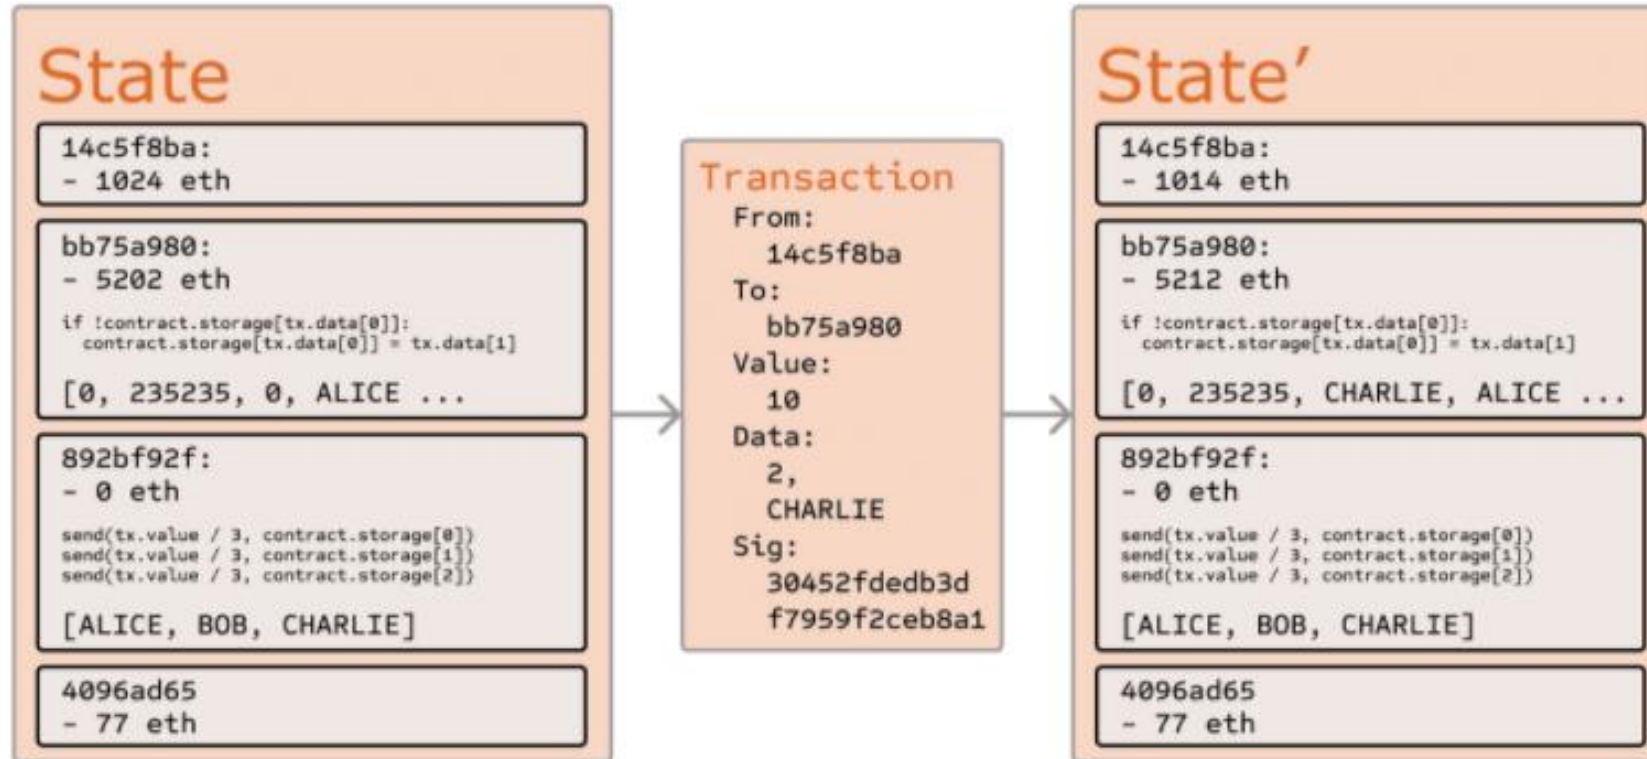 State
14c5f8ba:
- 1024 eth
bb75a980:
- 5202 eth
if !contract.storage[tx.data[0]]:
contract.storage[tx.data[0]] = tx.data[1]
[0, 235235, 0, ALICE ...
892bf92f:
- 0 eth
send(tx.value / 3, contract.storage[0])
send(tx.value / 3, contract.storage[1])
send(tx.value / 3, contract.storage[2])
[ALICE, BOB, CHARLIE]
4096ad65
- 77 eth
Transaction
From:
14c5f8ba
To:
bb75a980
Value:
10
Data:
2,
CHARLIE
Sig:
30452fdedb3d
f7959f2ceb8a1
State’
14c5f8ba:
- 1014 eth
bb75a980:
- 5212 eth
if !contract.storage[tx.data[0]]:
contract.storage[tx.data[0]] = tx.data[1]
[0, 235235, CHARLIE, ALICE ...
892bf92f:
- 0 eth
send(tx.value / 3, contract.storage[0])
send(tx.value / 3, contract.storage[1])
send(tx.value / 3, contract.storage[2])
[ALICE, BOB, CHARLIE]
4096ad65
- 77 eth